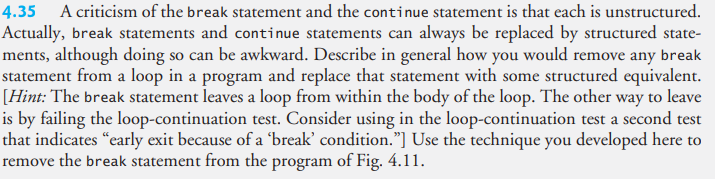 4.35 A criticism of the break statement and the continue statement is that each is unstructured.
Actually, break statements and continue statements can always be replaced by structured state-
ments, although doing so can be awkward. Describe in general how you would remove any break
statement from a loop in a program and replace that statement with some structured equivalent.
[Hint: The break statement leaves a loop from within the body of the loop. The other way to leave
is by failing the loop-continuation test. Consider using in the loop-continuation test a second test
that indicates “early exit because of a ‘break’ condition.”] Use the technique you developed here to
remove the break statement from the program of Fig. 4.11.